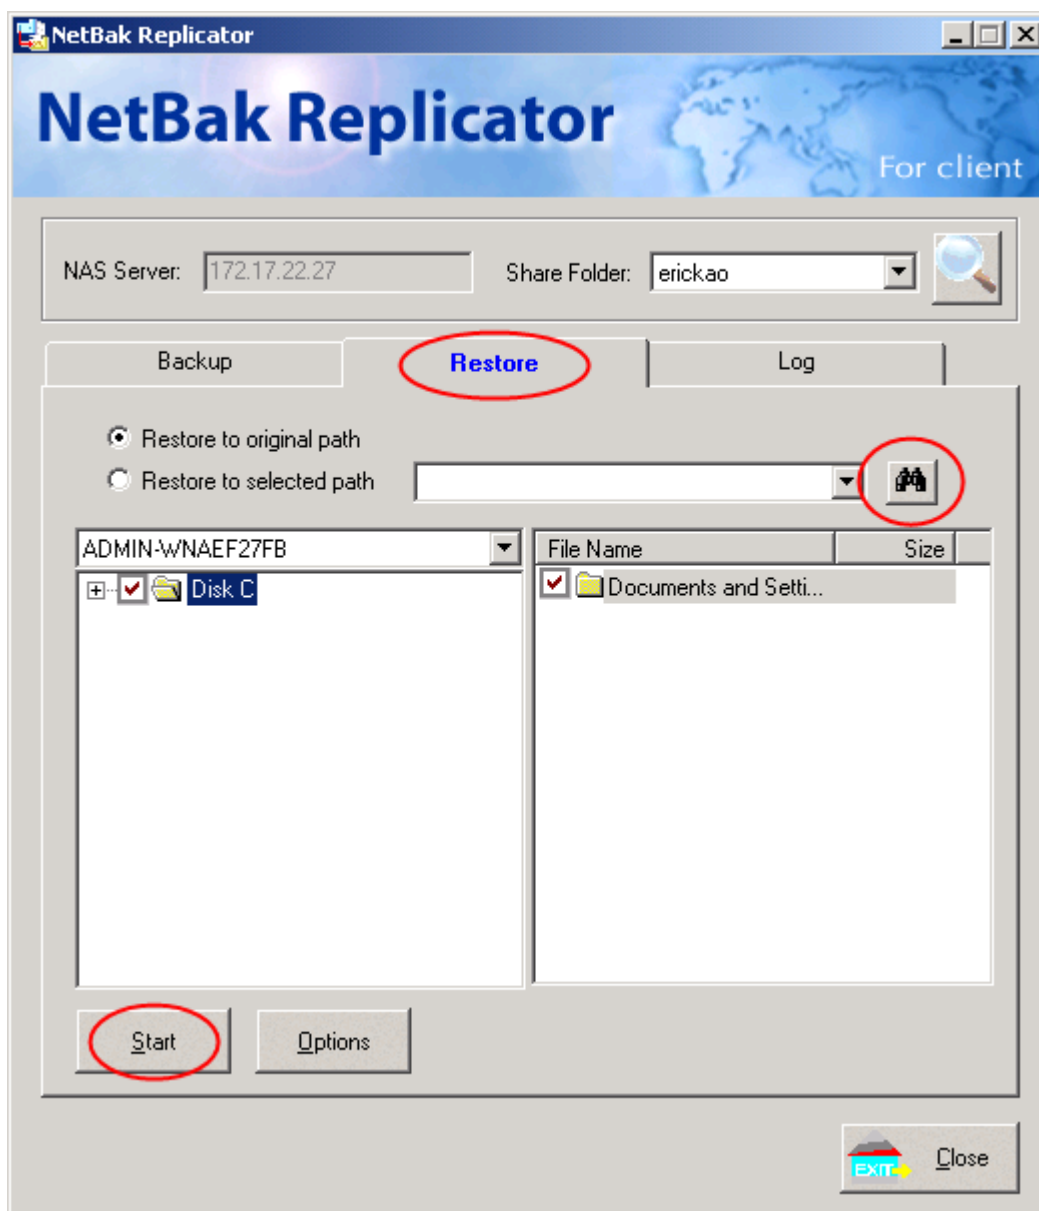 NetBak Replicator
NetBak Replicator
For client
NAS Server: 172.17.22.27 Share Folder: erickao
Backup Restore Log
Restore to original path
Restore to selected path
ADMIN-WNAEF27FB File Name Size
Disk C Documents and Setti...
Start Options
EXIT Close